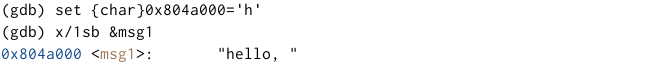 (gdb) set {char}0x804a000='h'
(gdb) x/1sb &msg1
0x804a000 <msg1>:	"hello, "